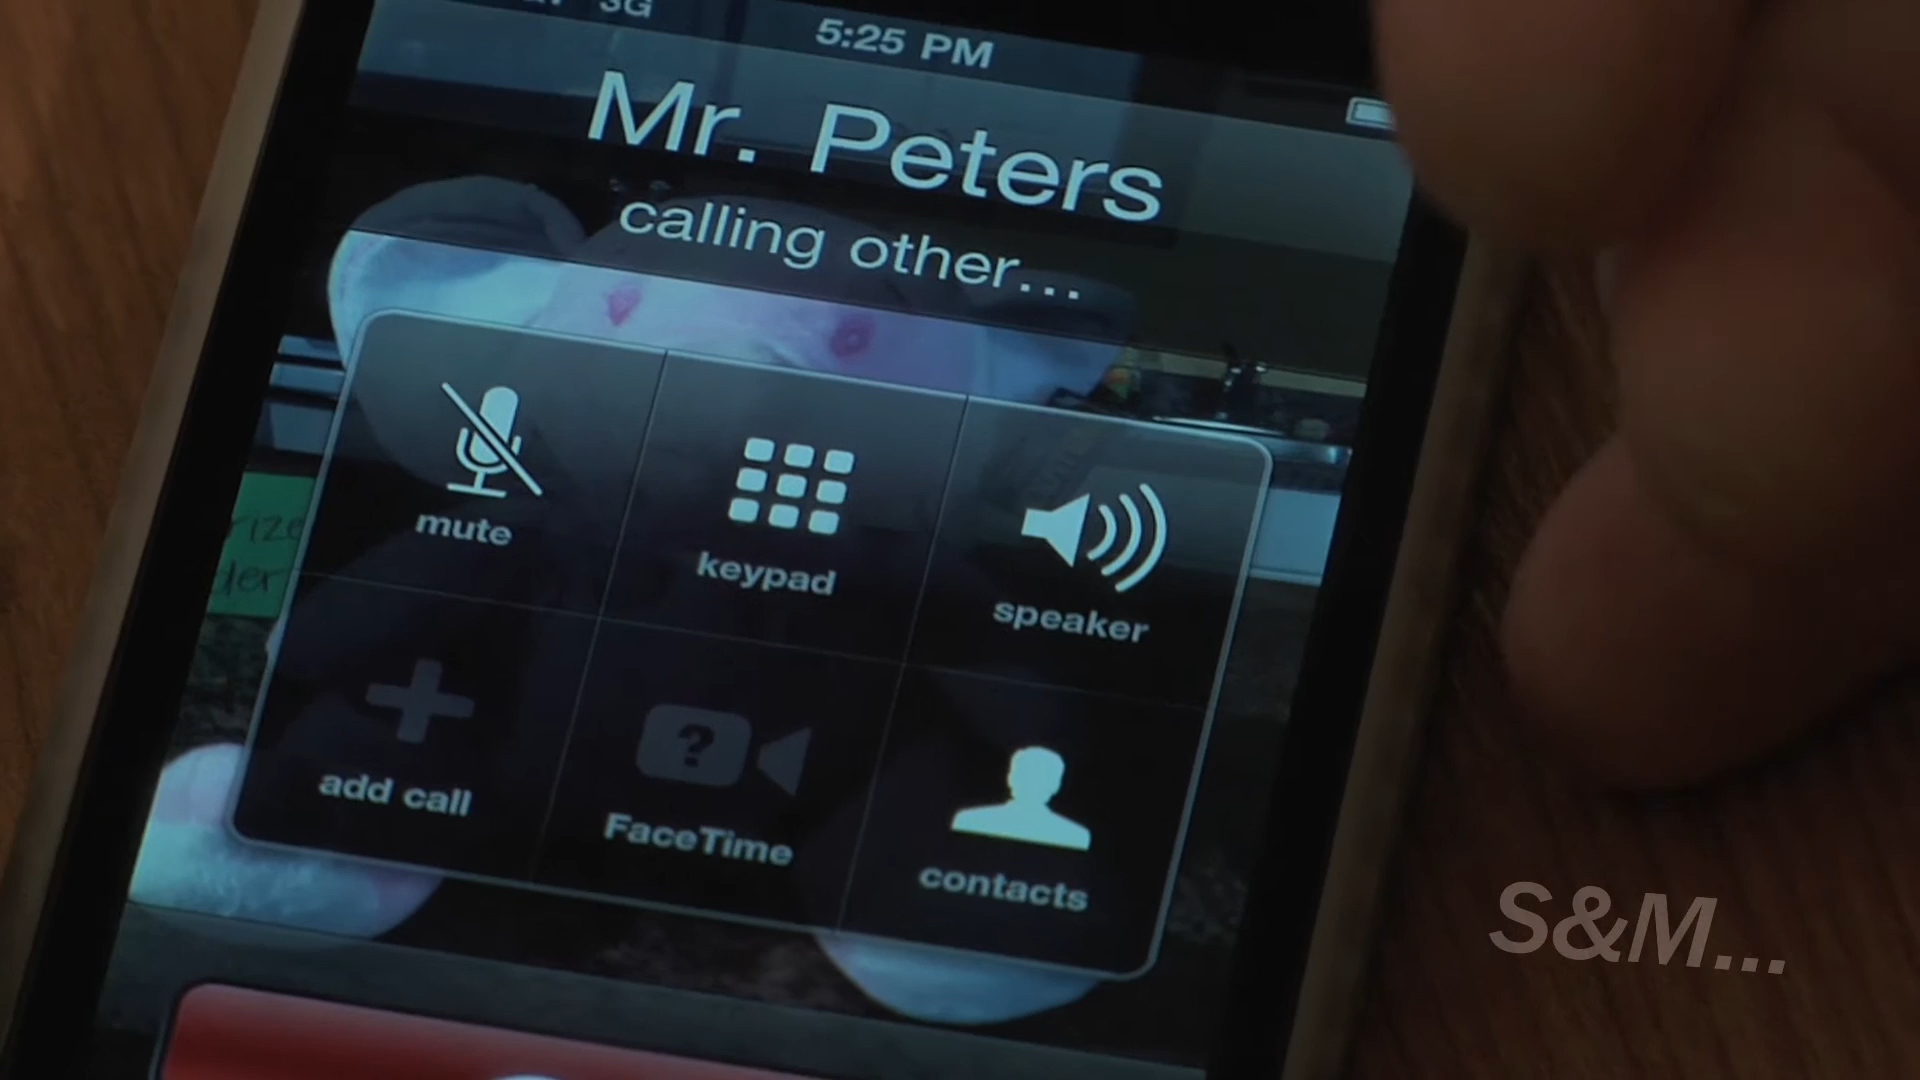 3G
5:25 PM
Mr. Peters
calling other...
mute
keypad
speaker
add call
FaceTime
contacts
S&M...